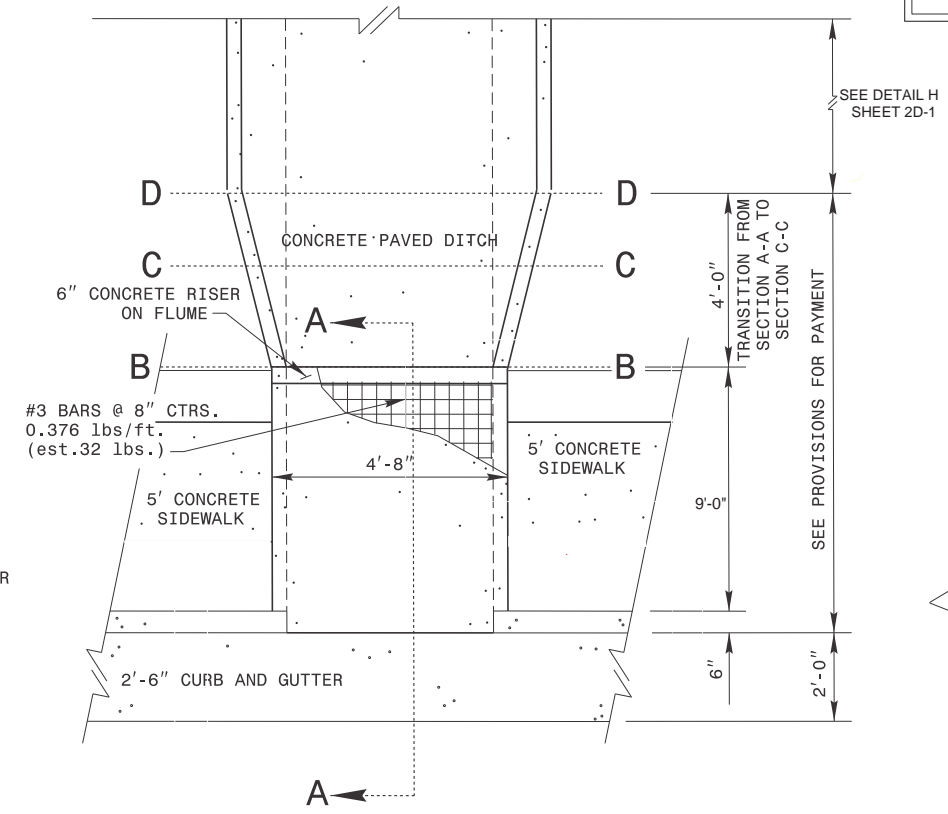 SEE DETAIL H
SHEET 2D-1
D
D
CONCRETE PAVED DITCH
C
C
6" CONCRETE RISER
ON FLUME
A
B
B
4'-0"
TRANSITION FROM
SECTION A-A TO
SECTION C-C
SEE PROVISIONS FOR PAYMENT
#3 BARS @ 8" CTRS.
0.376 lbs/ft.
(est.32 lbs.)
4'-8"
5' CONCRETE
SIDEWALK
5' CONCRETE
SIDEWALK
9'-0"
R
2'-6" CURB AND GUTTER
6"
2'-0"
A